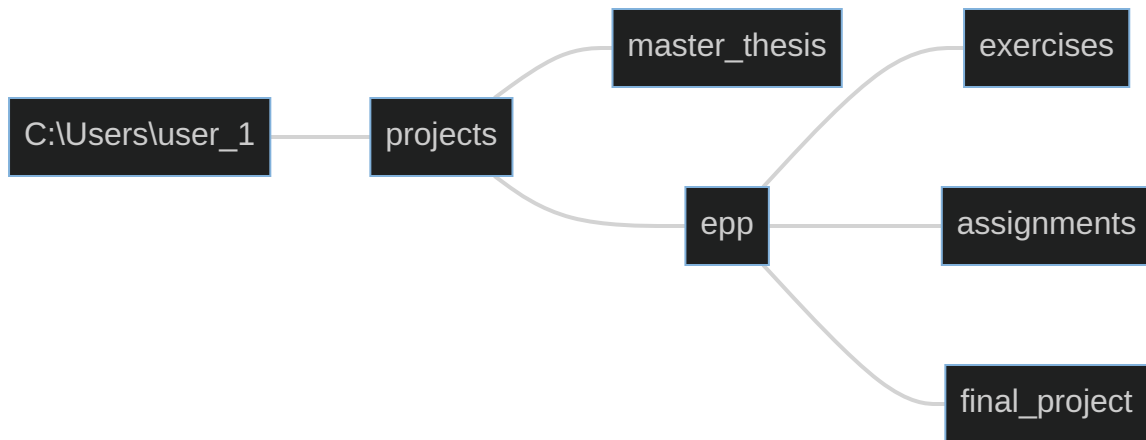 master_thesis
exercises
C:\Users\user_1
projects
epp
assignments
final_project